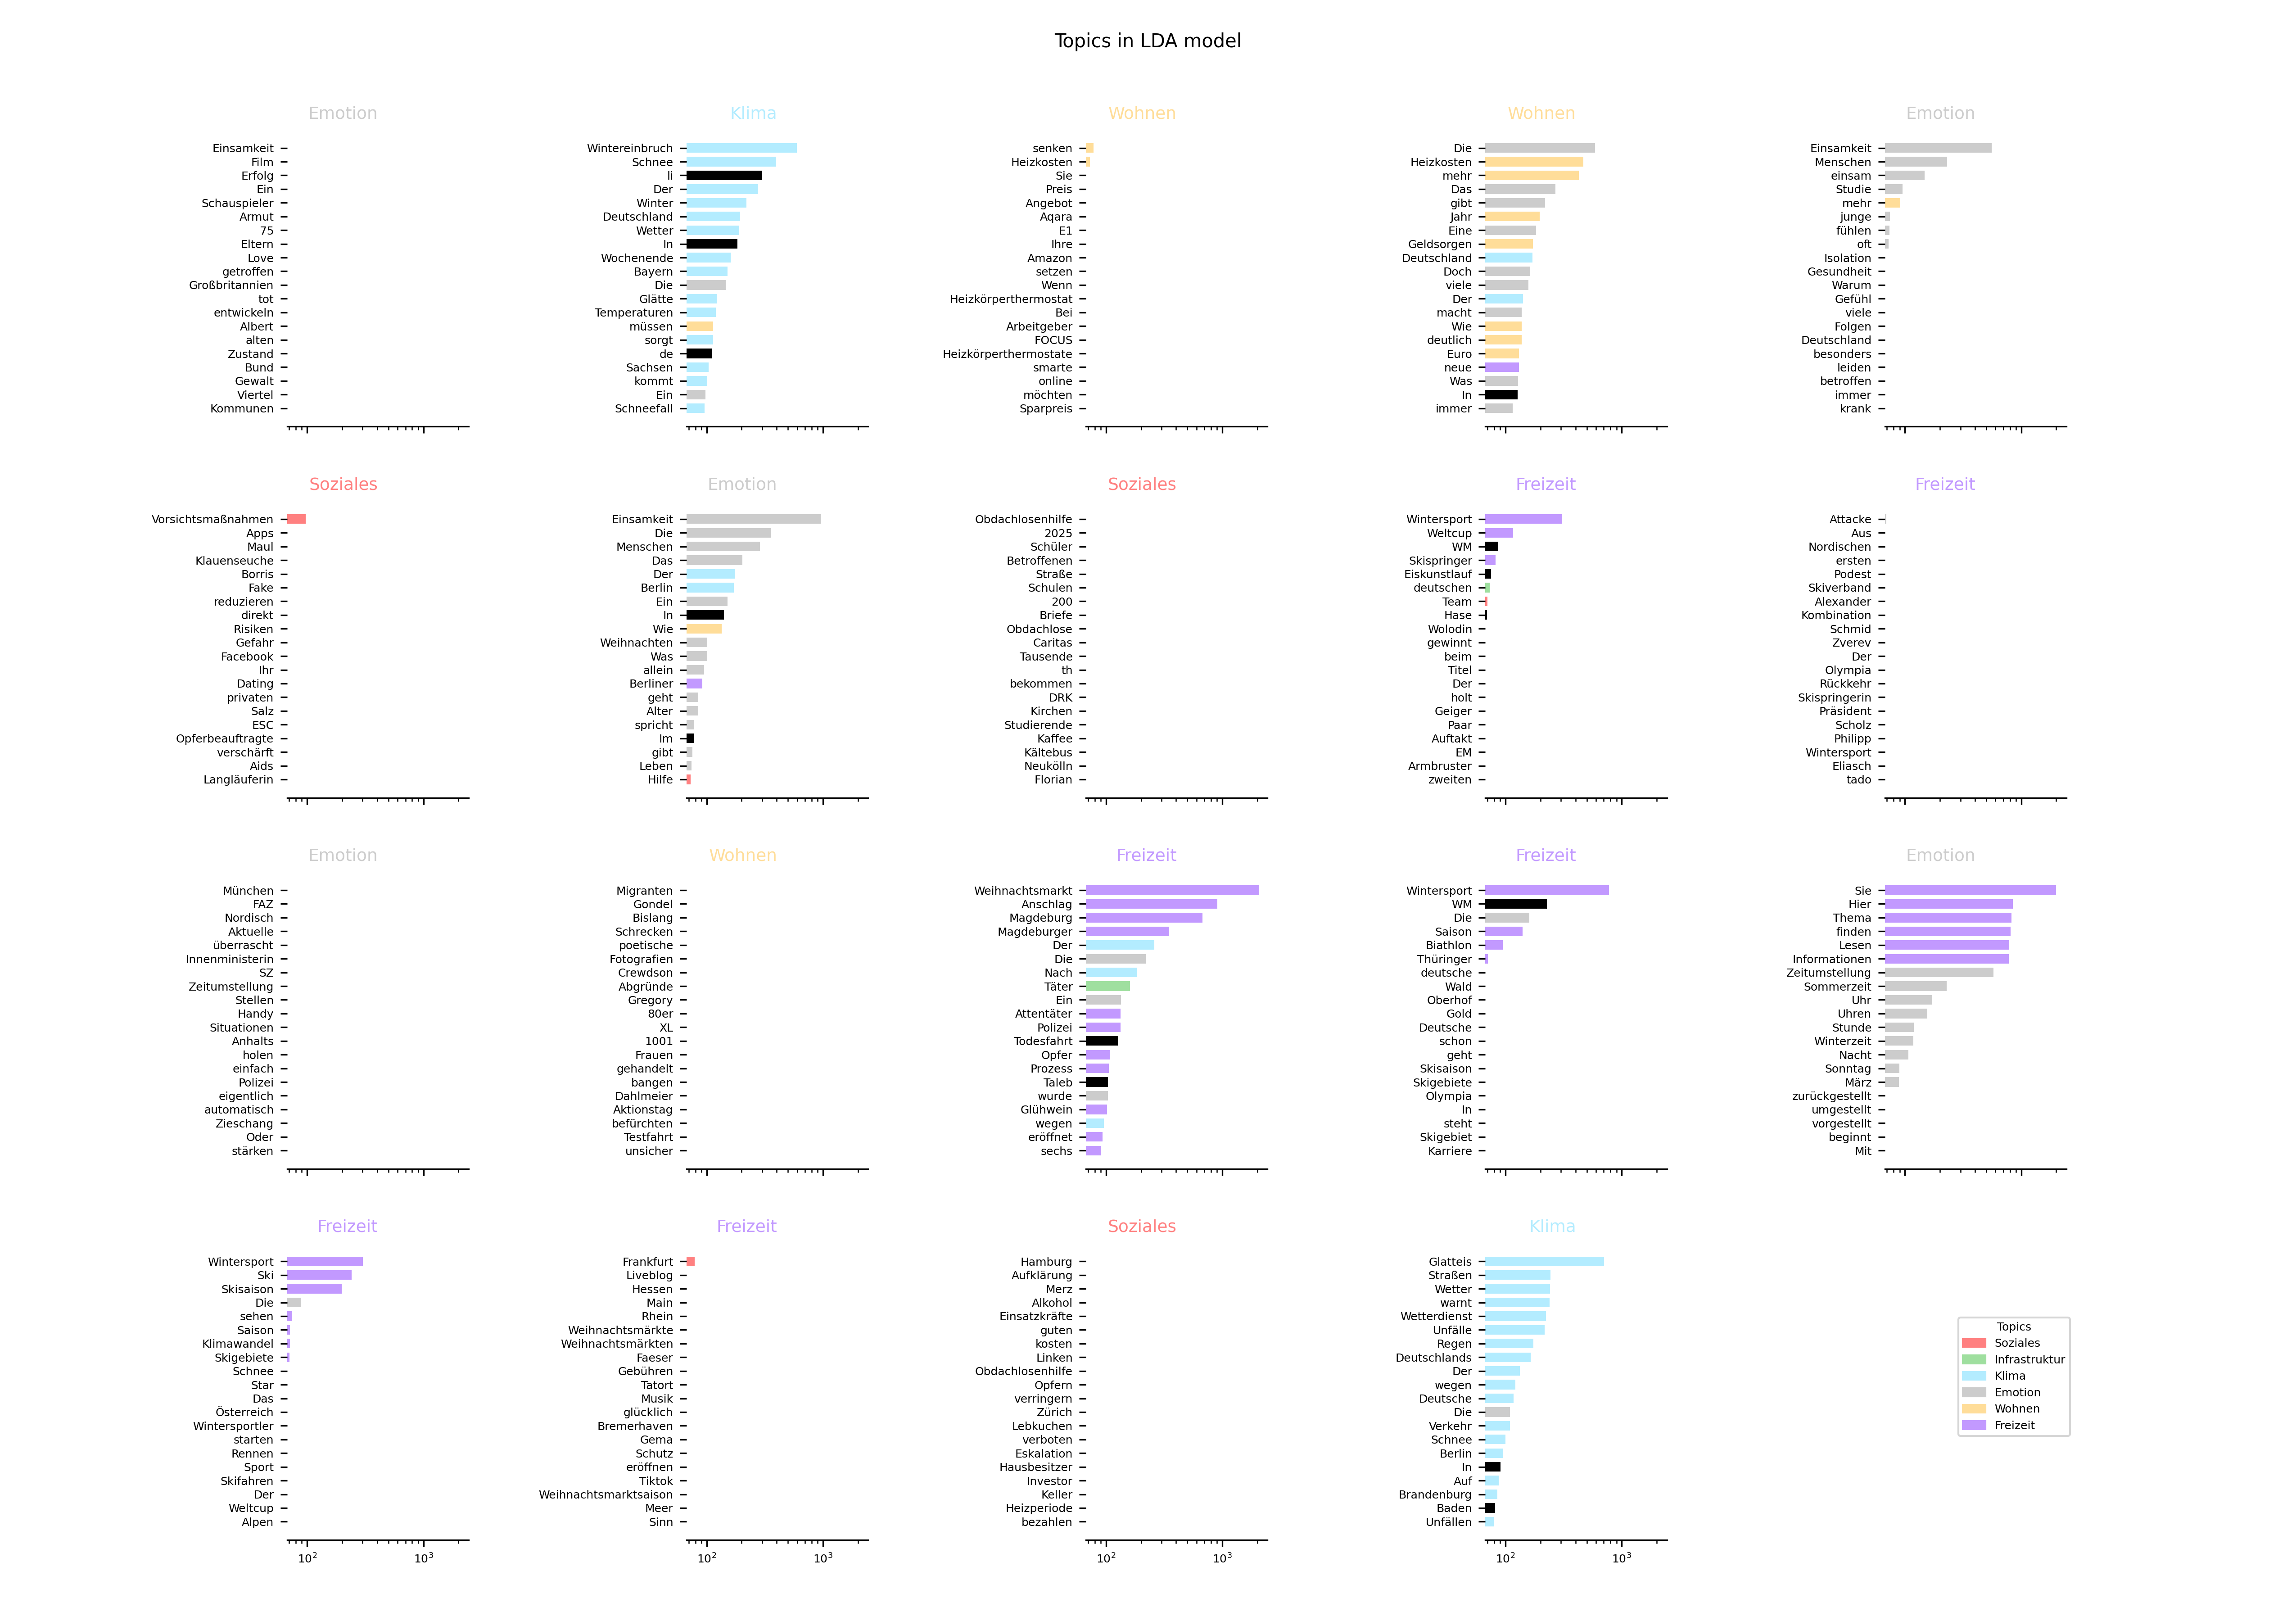 Topics in LDA model
Emotion
Einsamkeit
Film
Erfolg
Ein
Schauspieler
Armut
75
Eltern
Love
getroffen
Großbritannien
tot
entwickeln
Albert
alten
Zustand
Bund
Gewalt
Viertel
Kommunen
Klima
Wintereinbruch
Schnee
li
Der
Winter
Deutschland
Wetter
In
Wochenende
Bayern
Die
Glätte
Temperaturen
müssen
sorgt
de
Sachsen
kommt
Ein
Schneefall
Wohnen
senken
Heizkosten
Sie
Preis
Angebot
Aqara
E1
Ihre
Amazon
setzen
Wenn
Heizkörperthermostat
Bei
Arbeitgeber
FOCUS
Heizkörperthermostate
smarte
online
möchten
Sparpreis
Wohnen
Die
Heizkosten
mehr
Das
gibt
Jahr
Eine
Geldsorgen
Deutschland
Doch
viele
Der
macht
Wie
deutlich
Euro
neue
Was
In
immer
Emotion
Einsamkeit
Menschen
einsam
Studie
mehr
junge
fühlen
oft
Isolation
Gesundheit
Warum
Gefühl
viele
Folgen
Deutschland
besonders
leiden
betroffen
immer
krank
Soziales
Vorsichtsmaßnahmen
Apps
Maul
Klauenseuche
Borris
Fake
reduzieren
direkt
Risiken
Gefahr
Facebook
Ihr
Dating
privaten
Salz
ESC
Opferbeauftragte
verschärft
Aids
Langläuferin
Emotion
Einsamkeit
Die
Menschen
Das
Der
Berlin
Ein
In
Wie
Weihnachten
Was
allein
Berliner
geht
Alter
spricht
Im
gibt
Leben
Hilfe
Soziales
Obdachlosenhilfe
2025
Schüler
Betroffenen
Straße
Schulen
200
Briefe
Obdachlose
Caritas
Tausende
th
bekommen
DRK
Kirchen
Studierende
Kaffee
Kältebus
Neukölln
Florian
Freizeit
Wintersport
Weltcup
WM
Skispringer
Eiskunstlauf
deutschen
Team
Hase
Wolodin
gewinnt
beim
Titel
Der
holt
Geiger
Paar
Auftakt
EM
Armbruster
zweiten
Freizeit
Attacke
Aus
Nordischen
ersten
Podest
Skiverband
Alexander
Kombination
Schmid
Zverev
Der
Olympia
Rückkehr
Skispringerin
Präsident
Scholz
Philipp
Wintersport
Eliasch
tado
Emotion
München
FAZ
Nordisch
Aktuelle
überrascht
Innenministerin
SZ
Zeitumstellung
Stellen
Handy
Situationen
Anhalts
holen
einfach
Polizei
eigentlich
automatisch
Zieschang
Oder
stärken
Wohnen
Migranten
Gondel
Bislang
Schrecken
poetische
Fotografien
Crewdson
Abgründe
Gregory
80er
XL
1001
Frauen
gehandelt
bangen
Dahlmeier
Aktionstag
befürchten
Testfahrt
unsicher
Freizeit
Weihnachtsmarkt
Anschlag
Magdeburg
Magdeburger
Der
Die
Nach
Täter
Ein
Attentäter
Polizei
Todesfahrt
Opfer
Prozess
Taleb
wurde
Glühwein
wegen
eröffnet
sechs
Freizeit
Wintersport
WM
Die
Saison
Biathlon
Thüringer
deutsche
Wald
Oberhof
Gold
Deutsche
schon
geht
Skisaison
Skigebiete
Olympia
In
steht
Skigebiet
Karriere
Emotion
Sie
Hier
Thema
finden
Lesen
Informationen
Zeitumstellung
Sommerzeit
Uhr
Uhren
Stunde
Winterzeit
Nacht
Sonntag
März
zurückgestellt
umgestellt
vorgestellt
beginnt
Mit
Freizeit
Wintersport
Ski
Skisaison
Die
sehen
Saison
Klimawandel
Skigebiete
Schnee
Star
Das
Österreich
Wintersportler
starten
Rennen
Sport
Skifahren
Der
Weltcup
Alpen
10² 10³
Freizeit
Frankfurt
Liveblog
Hessen
Main
Rhein
Weihnachtsmärkte
Weihnachtsmärkten
Faeser
Gebühren
Tatort
Musik
glücklich
Bremerhaven
Gema
Schutz
eröffnen
Tiktok
Weihnachtsmarktsaison
Meer
Sinn
10² 10³
Soziales
Hamburg
Aufklärung
Merz
Alkohol
Einsatzkräfte
guten
kosten
Linken
Obdachlosenhilfe
Opfern
verringern
Zürich
Lebkuchen
verboten
Eskalation
Hausbesitzer
Investor
Keller
Heizperiode
bezahlen
10² 10³
Klima
Glatteis
Straßen
Wetter
warnt
Wetterdienst
Unfälle
Regen
Deutschlands
Der
wegen
Deutsche
Die
Verkehr
Schnee
Berlin
In
Auf
Brandenburg
Baden
Unfällen
10² 10³
Topics
Soziales
Infrastruktur
Klima
Emotion
Wohnen
Freizeit